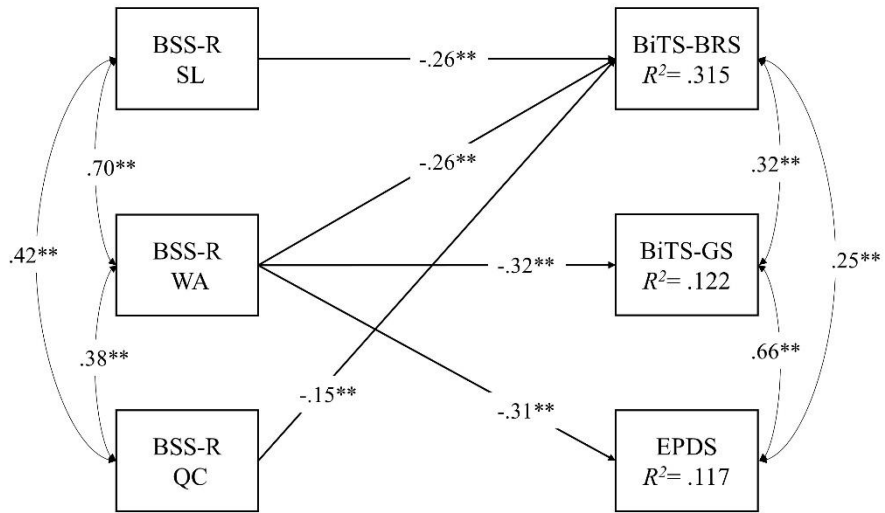 BSS-R
SL
-.26**
BiTS-BRS
R²= .315
.70**
-.26**
.32**
.42**
BSS-R
WA
-.32**
BiTS-GS
R²= .122
.25**
.38**
-.15**
-.31**
.66**
BSS-R
QC
EPDS
R²= .117